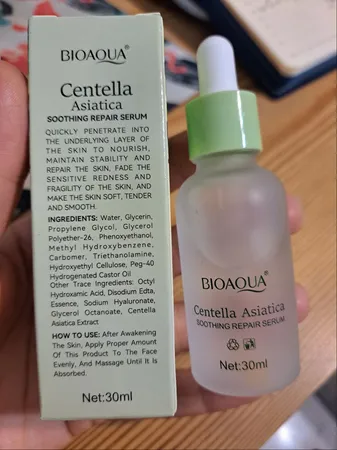 BIOAQUA
Centella
Asiatica
SOOTHING REPAIR SERUM
QUICKLY PENETRATE INTO
THE UNDERLYING LAYER OF
THE SKIN TO NOURISH,
MAINTAIN STABILITY AND
REPAIR THE SKIN, FADE THE
SENSITIVE REDNESS AND
FRAGILITY OF THE SKIN, AND
MAKE THE SKIN SOFT, TENDER
AND SMOOTH.
INGREDIENTS: Water, Glycerin,
Propylene Glycol, Glycerol
Polyether-26, Phenoxyethanol,
Methyl Hydroxybenzene,
Carbomer, Triethanolamine,
Hydroxyethyl Cellulose, Peg-40
Hydrogenated Castor Oil
Other Trace Ingredients: Octyl
Hydroxamic Acid, Disodium Edta,
Essence, Sodium Hyaluronate,
Glycerol Octanoate, Centella
Asiatica Extract
HOW TO USE: After Awakening
The Skin, Apply Proper Amount
Of This Product To The Face
Evenly, And Massage Until It Is
Absorbed.
Net:30ml
BIOAQUA
Centella Asiatica
SOOTHING REPAIR SERUM
Net:30ml